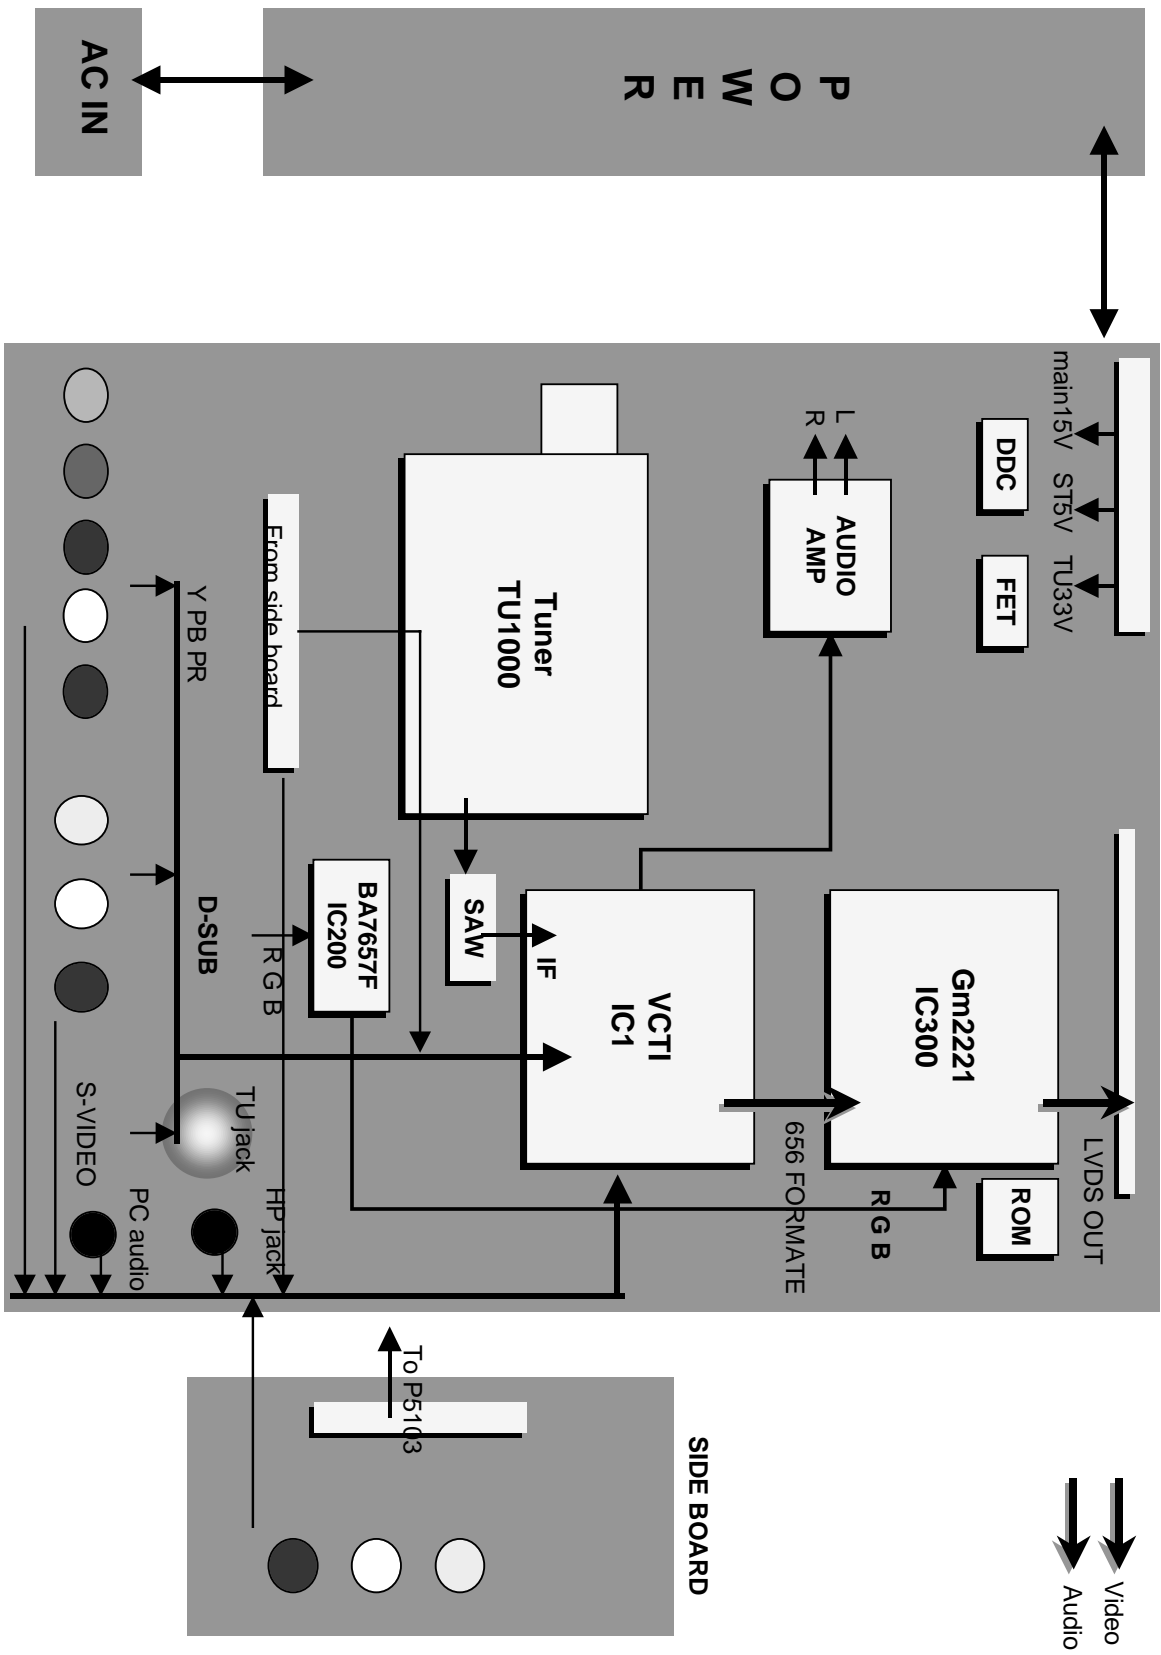 AC IN
P O W E R
main15V
ST5V
TU33V
DDC
FET
L
R
AUDIO
AMP
Tuner
TU1000
From side board
Y PB PR
D-SUB
R G B
BA7657F
IC200
SAW
IF
VCTI
IC1
Gm2221
IC300
656 FORMATE
R G B
ROM
LVDS OUT
S-VIDEO
TU jack
PC audio
HP jack
To P5103
SIDE BOARD
Video
Audio